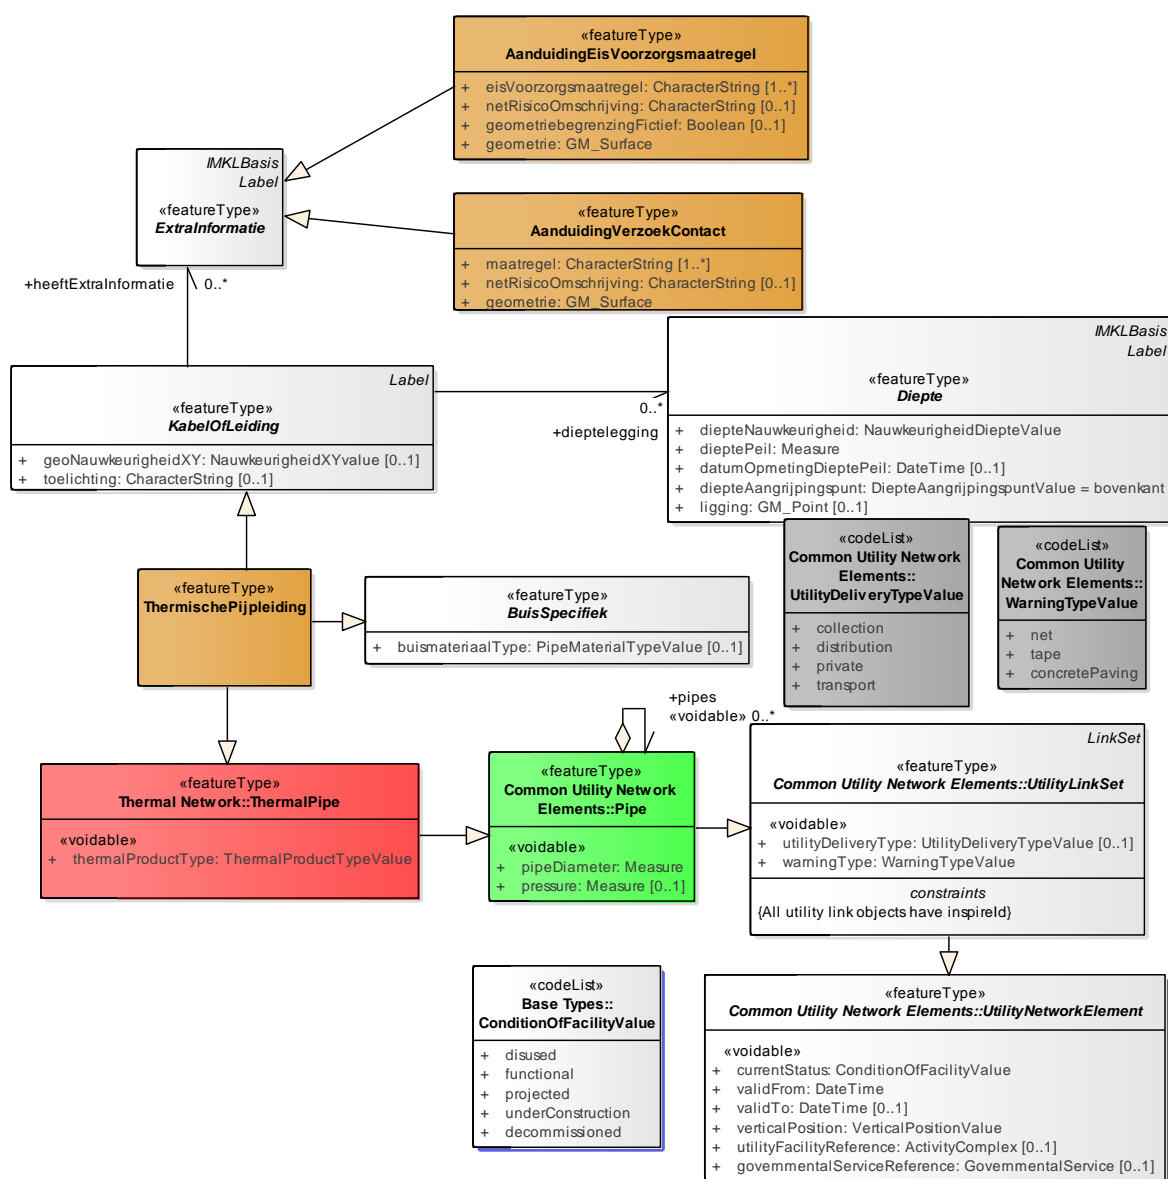 «featureType»
AanduidingEisVoorzorgsmaatregel
+ eisVoorzorgsmaatregel: CharacterString [1..*]
+ netRisicoOmschrijving: CharacterString [0..1]
+ geometriebegrenzingFictief: Boolean [0..1]
+ geometrie: GM_Surface
IMKLBasis
Label
«featureType»
ExtraInformatie
«featureType»
AanduidingVerzoekContact
+ maatregel: CharacterString [1..*]
+ netRisicoOmschrijving: CharacterString [0..1]
+ geometrie: GM_Surface
+heeftExtraInformatie
0..*
Label
«featureType»
KabelOfLeiding
+ geoNauwkeurigheidXY: NauwkeurigheidXYvalue [0..1]
+ toelichting: CharacterString [0..1]
0..*
+dieptelegging
IMKLBasis
Label
«featureType»
Diepte
+ diepteNauwkeurigheid: NauwkeurigheidDiepteValue
+ dieptePeil: Measure
+ datumOpmetingDieptePeil: DateTime [0..1]
+ diepteAangrijpingspunt: DiepteAangrijpingspuntValue = bovenkant
+ ligging: GM_Point [0..1]
«codeList»
Common Utility Network
Elements::
UtilityDeliveryTypeValue
+ collection
+ distribution
+ private
+ transport
«codeList»
Common Utility
Network Elements::
WarningTypeValue
+ net
+ tape
+ concretePaving
«featureType»
ThermischePijpleiding
«featureType»
BuisSpecifiek
+ buismateriaalType: PipeMaterialTypeValue [0..1]
+pipes
«voidable» 0..*
«featureType»
Thermal Network::ThermalPipe
«voidable»
+ thermalProductType: ThermalProductTypeValue
«featureType»
Common Utility Network
Elements::Pipe
«voidable»
+ pipeDiameter: Measure
+ pressure: Measure [0..1]
LinkSet
«featureType»
Common Utility Network Elements::UtilityLinkSet
«voidable»
+ utilityDeliveryType: UtilityDeliveryTypeValue [0..1]
+ warningType: WarningTypeValue
constraints
{All utility link objects have inspireId}
«codeList»
Base Types::
ConditionOfFacilityValue
+ disused
+ functional
+ projected
+ underConstruction
+ decommissioned
«featureType»
Common Utility Network Elements::UtilityNetworkElement
«voidable»
+ currentStatus: ConditionOfFacilityValue
+ validFrom: DateTime
+ validTo: DateTime [0..1]
+ verticalPosition: VerticalPositionValue
+ utilityFacilityReference: ActivityComplex [0..1]
+ governmentalServiceReference: GovernmentalService [0..1]